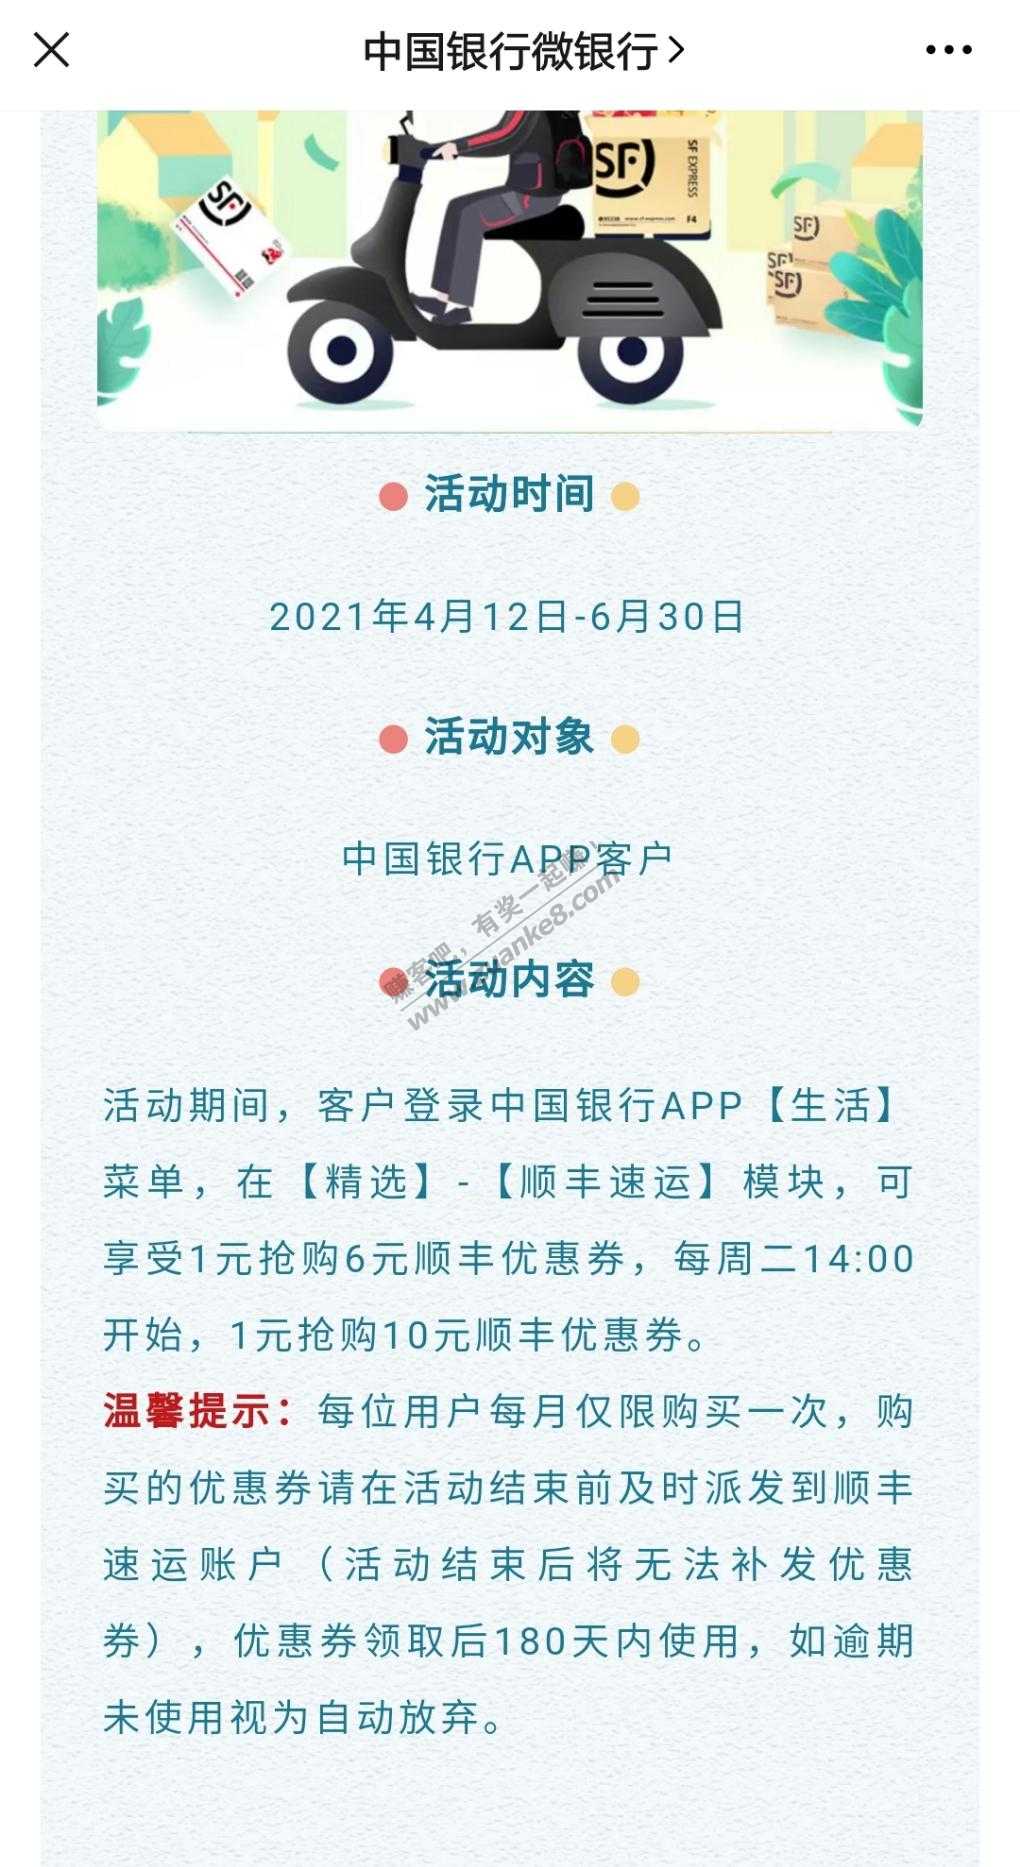 中国银行微银行
SF
SF EXPRESS
SF
F4
SF
SF
SF
活动时间
2021年4月12日-6月30日
活动对象
中国银行APP客户
赚客吧，有奖一起赚！
www.zuanke8.com
活动内容
活动期间，客户登录中国银行APP【生活】
菜单，在【精选】-【顺丰速运】模块，可
享受1元抢购6元顺丰优惠券，每周二14:00
开始，1元抢购10元顺丰优惠券。
温馨提示：每位用户每月仅限购买一次，购
买的优惠券请在活动结束前及时派发到顺丰
速运账户（活动结束后将无法补发优惠
券），优惠券领取后180天内使用，如逾期
未使用视为自动放弃。